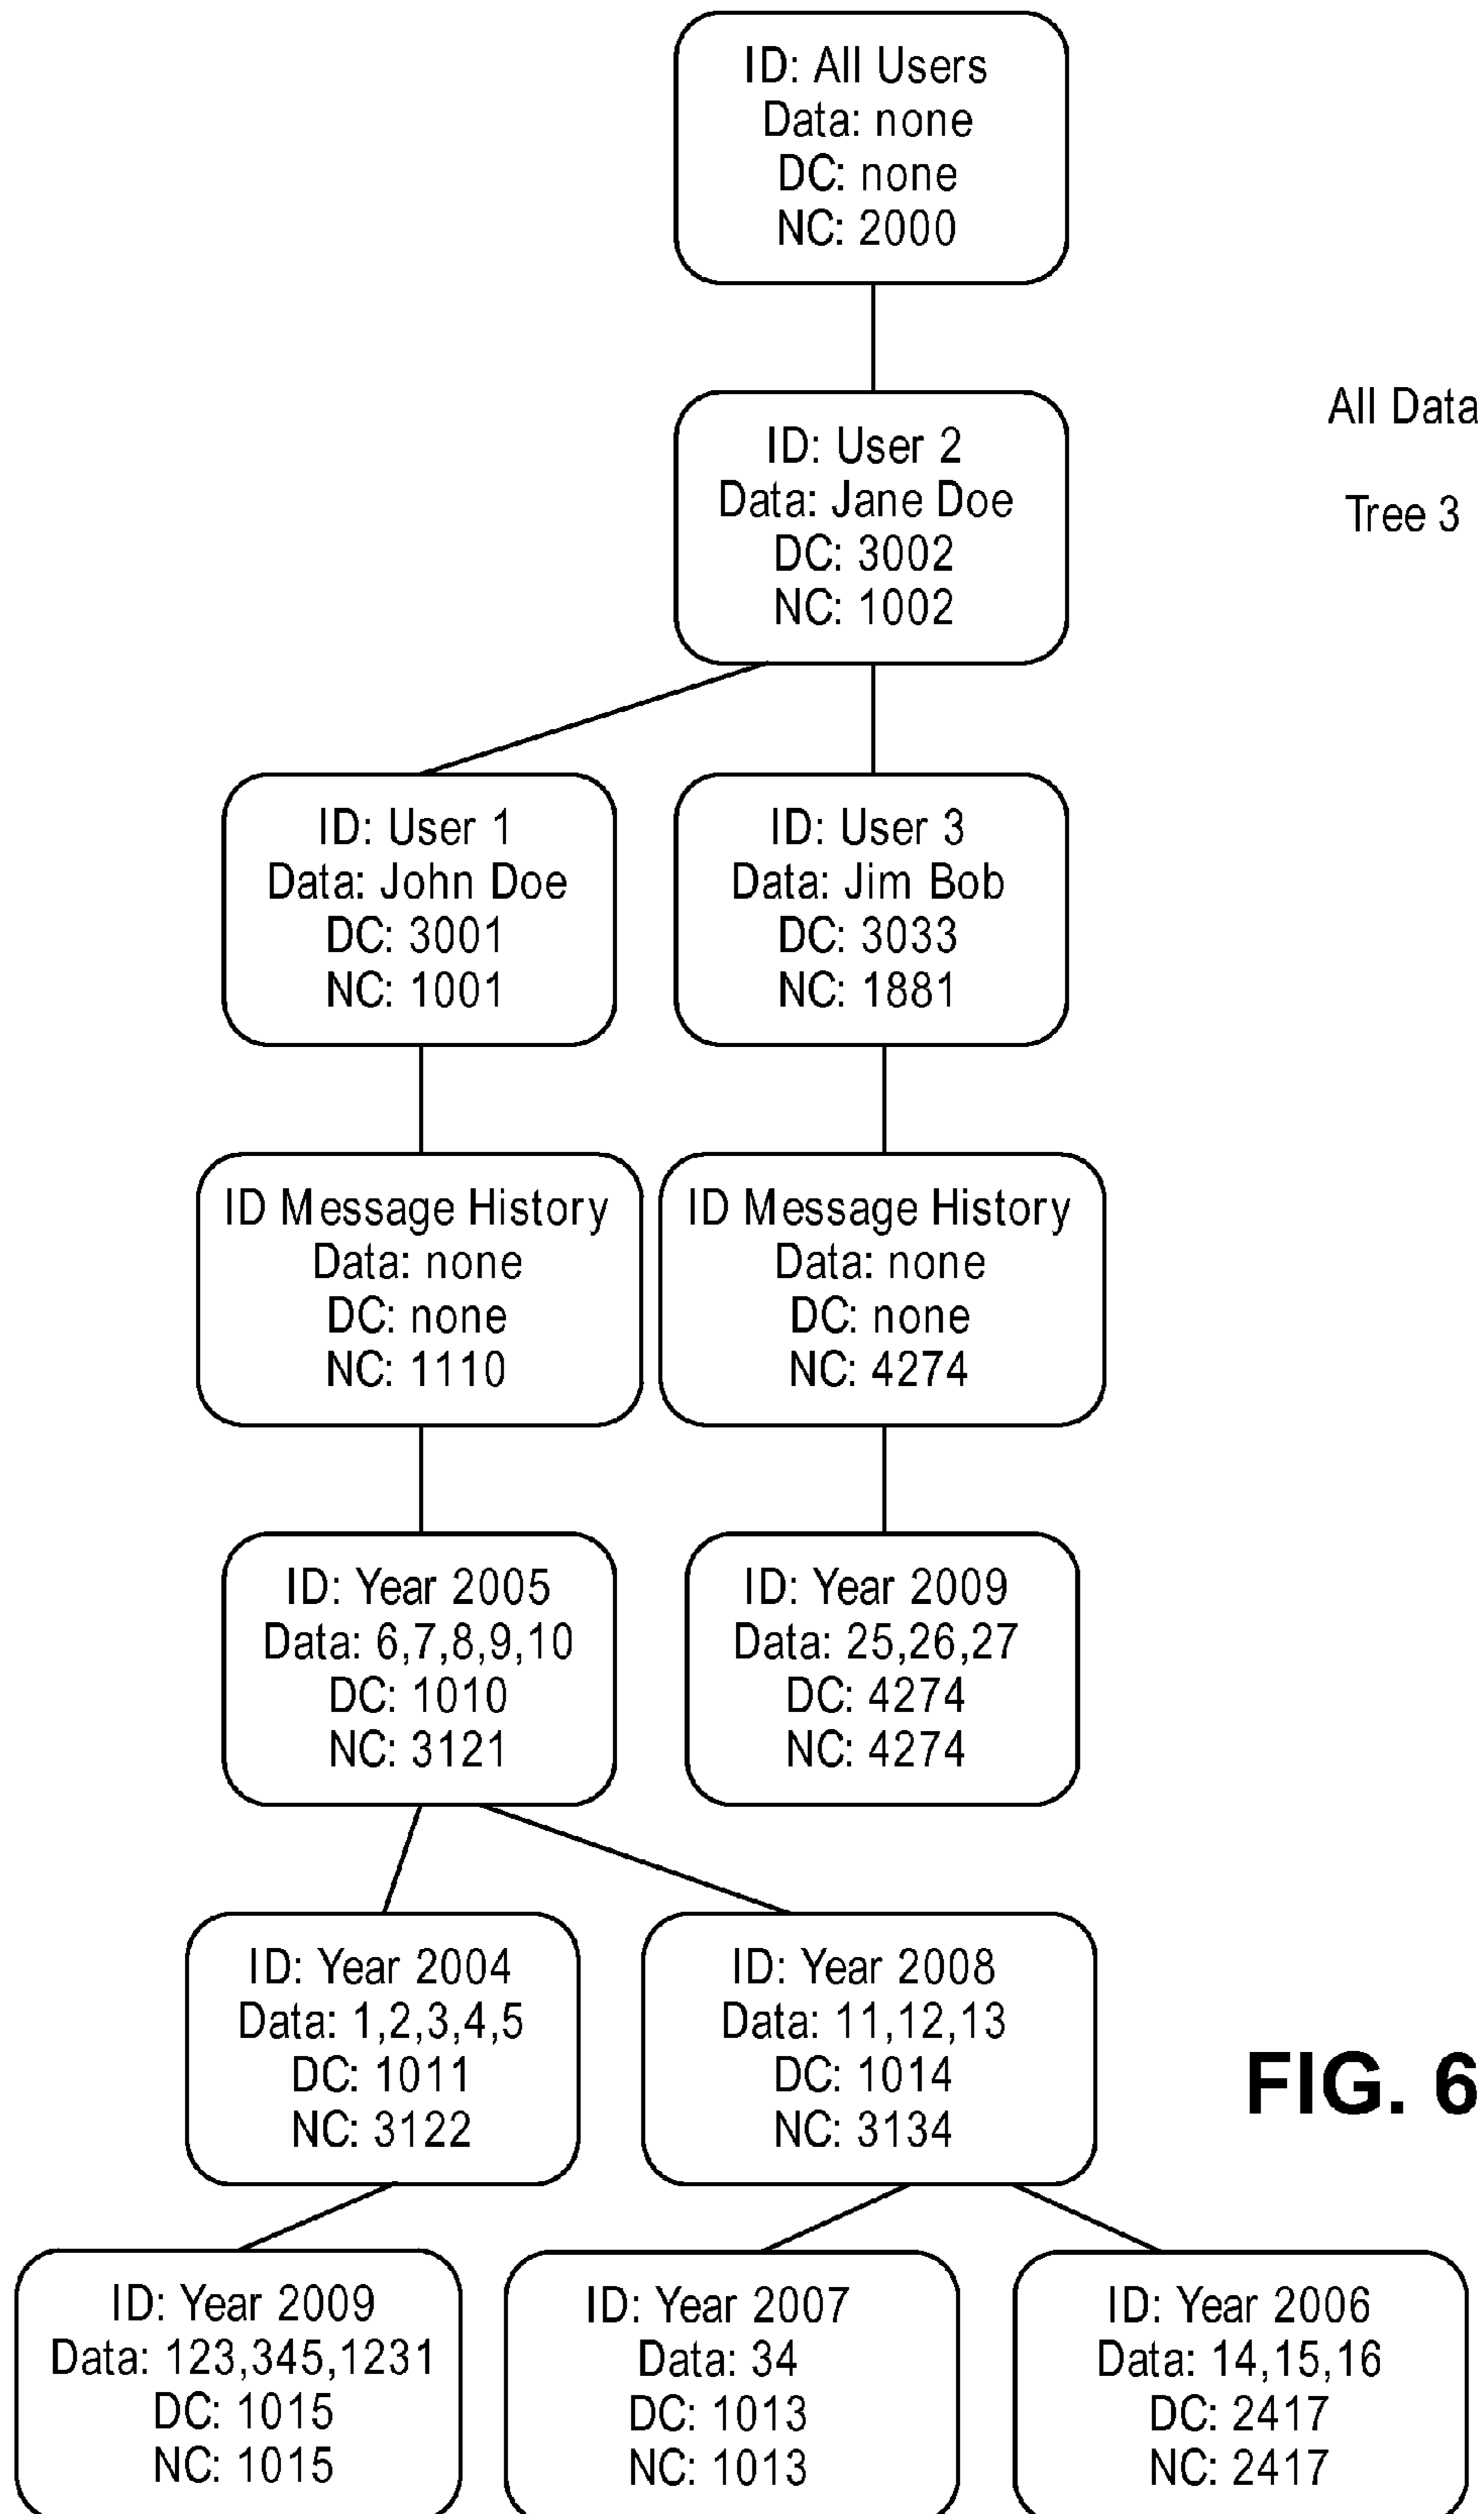 ID: All Users
Data: none
DC: none
NC: 2000
All Data
Tree 3
ID: User 2
Data: Jane Doe
DC: 3002
NC: 1002
ID: User 1
Data: John Doe
DC: 3001
NC: 1001
ID: User 3
Data: Jim Bob
DC: 3033
NC: 1881
ID Message History
Data: none
DC: none
NC: 1110
ID Message History
Data: none
DC: none
NC: 4274
ID: Year 2005
Data: 6,7,8,9,10
DC: 1010
NC: 3121
ID: Year 2009
Data: 25,26,27
DC: 4274
NC: 4274
ID: Year 2004
Data: 1,2,3,4,5
DC: 1011
NC: 3122
ID: Year 2008
Data: 11,12,13
DC: 1014
NC: 3134
FIG. 6
ID: Year 2009
Data: 123,345,1231
DC: 1015
NC: 1015
ID: Year 2007
Data: 34
DC: 1013
NC: 1013
ID: Year 2006
Data: 14,15,16
DC: 2417
NC: 2417